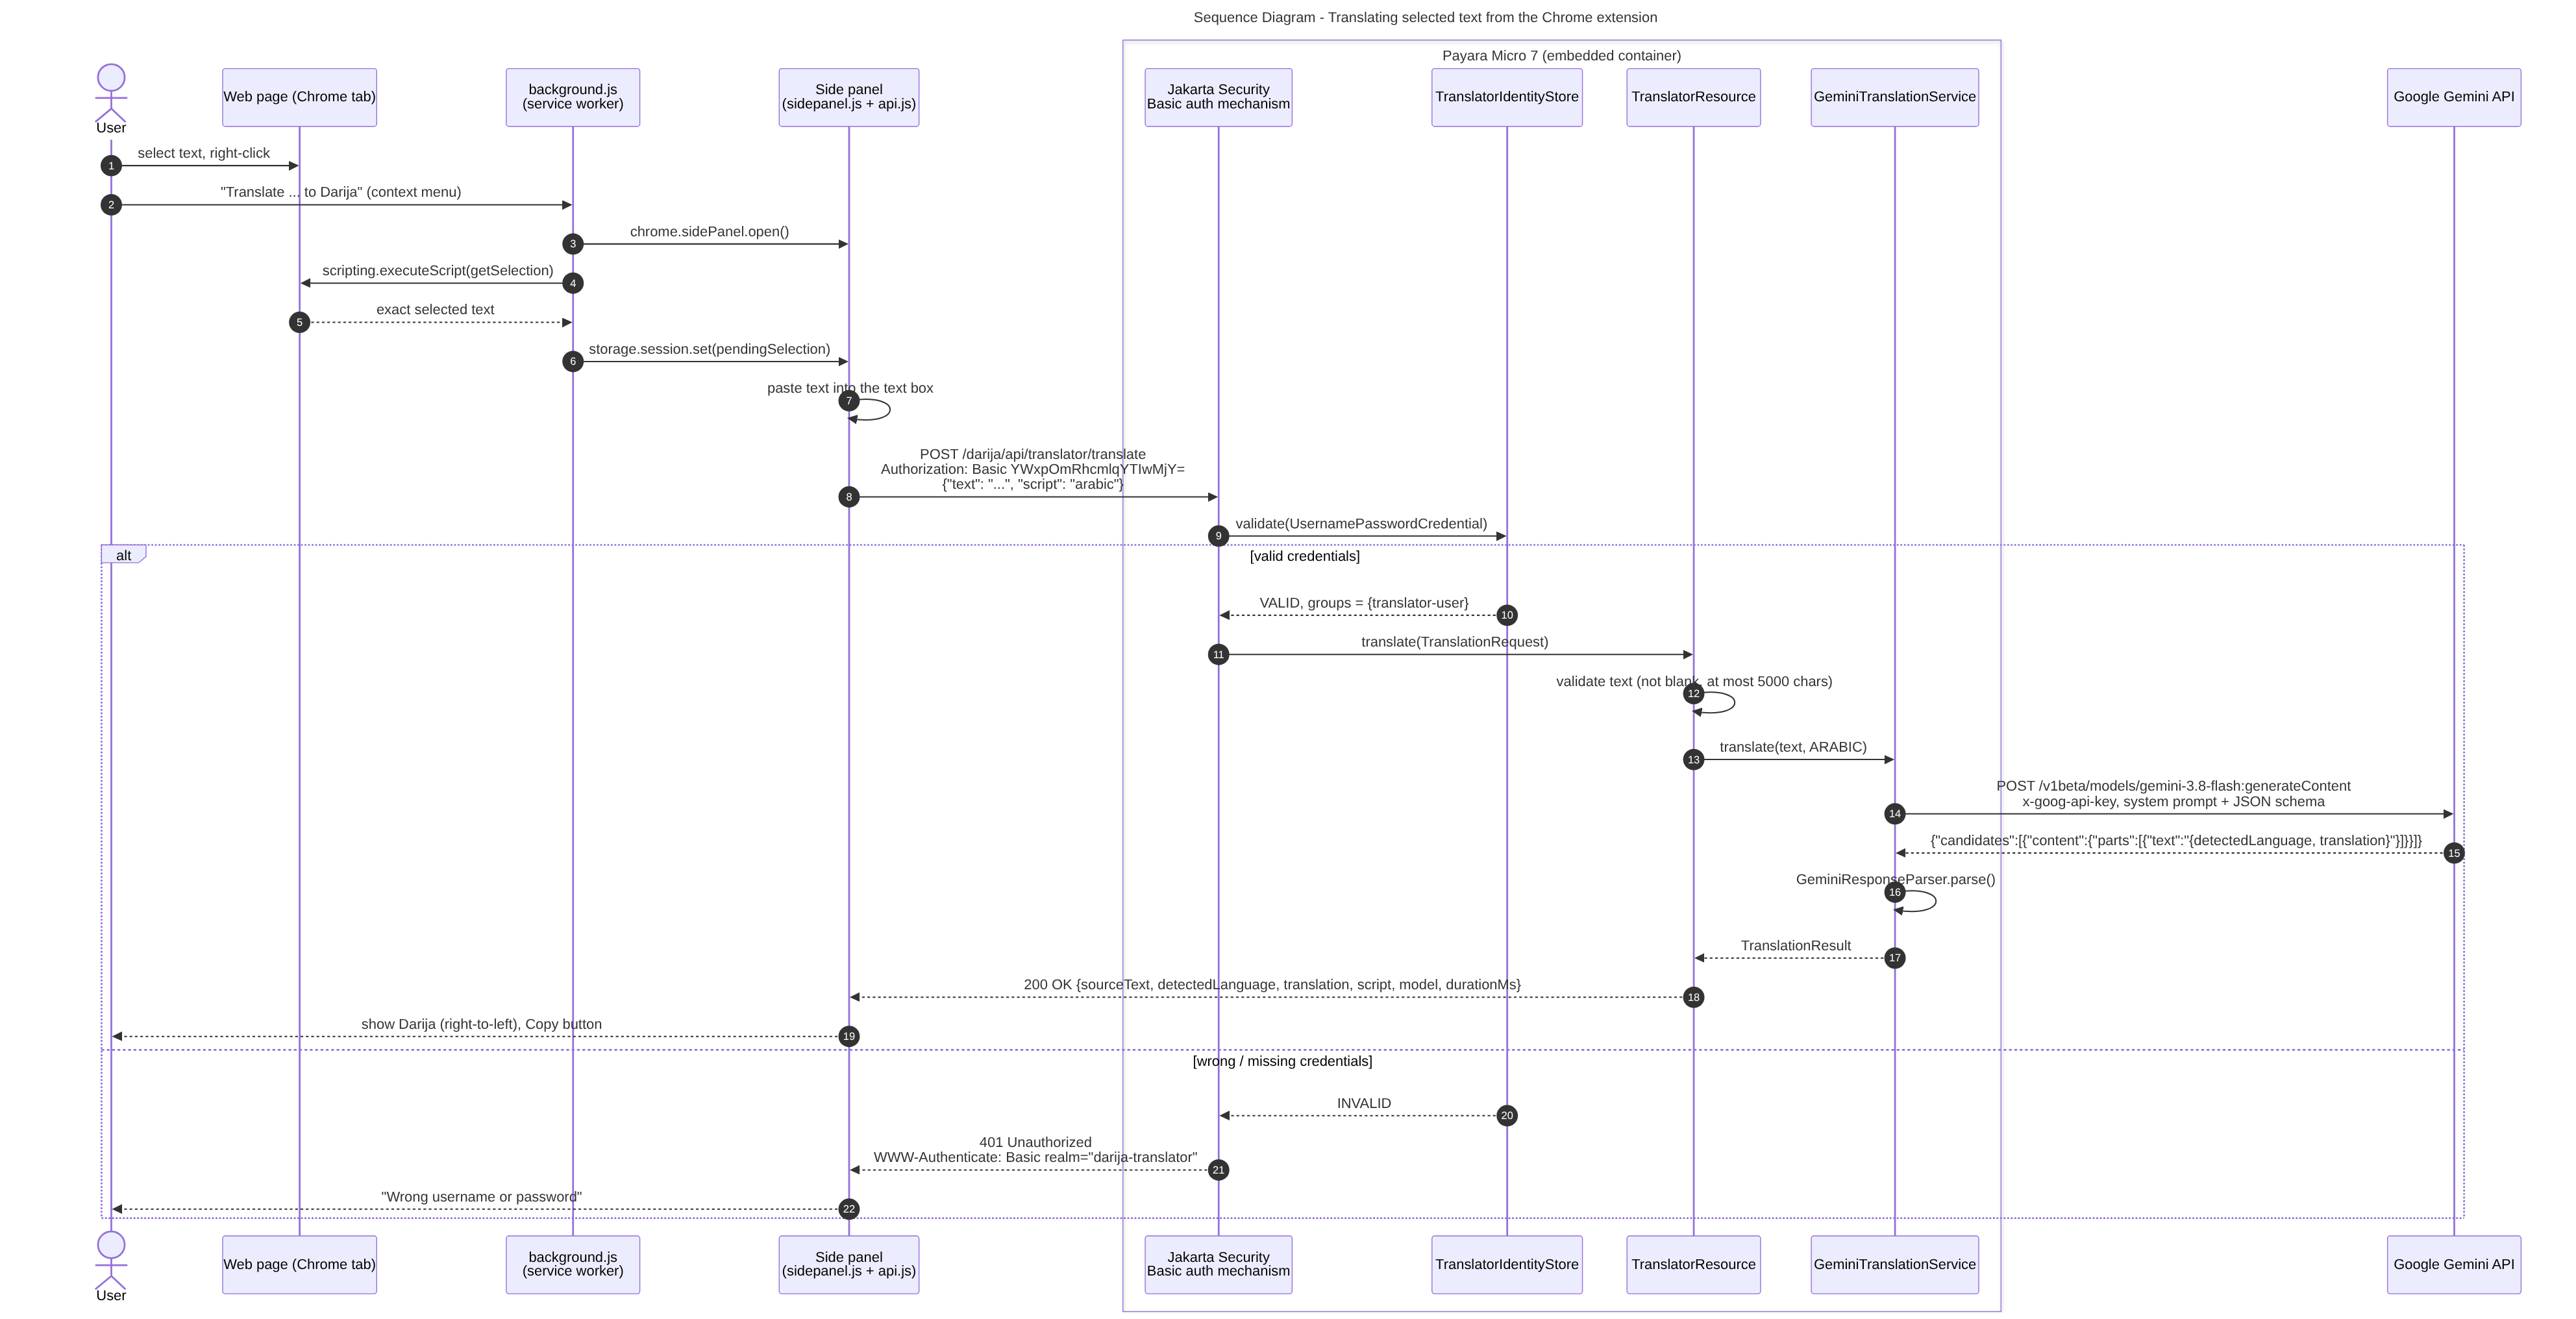 Sequence Diagram - Translating selected text from the Chrome extension
Payara Micro 7 (embedded container)
User
Web page (Chrome tab)
background.js
(service worker)
Side panel
(sidepanel.js + api.js)
Jakarta Security
Basic auth mechanism
TranslatorIdentityStore
TranslatorResource
GeminiTranslationService
Google Gemini API
1 select text, right-click
2 "Translate ... to Darija" (context menu)
3 chrome.sidePanel.open()
4 scripting.executeScript(getSelection)
5 exact selected text
6 storage.session.set(pendingSelection)
7 paste text into the text box
POST /darija/api/translator/translate
Authorization: Basic YWxpOmRhcmlqYTIwMjY=
8 {"text": "...", "script": "arabic"}
9 validate(UsernamePasswordCredential)
alt
[valid credentials]
10 VALID, groups = {translator-user}
11 translate(TranslationRequest)
12 validate text (not blank, at most 5000 chars)
13 translate(text, ARABIC)
POST /v1beta/models/gemini-3.8-flash:generateContent
14 x-goog-api-key, system prompt + JSON schema
15 {"candidates":[{"content":{"parts":[{"text":"{detectedLanguage, translation}"}]}}]}
16 GeminiResponseParser.parse()
17 TranslationResult
18 200 OK {sourceText, detectedLanguage, translation, script, model, durationMs}
19 show Darija (right-to-left), Copy button
[wrong / missing credentials]
20 INVALID
401 Unauthorized
21 WWW-Authenticate: Basic realm="darija-translator"
22 "Wrong username or password"
User
Web page (Chrome tab)
background.js
(service worker)
Side panel
(sidepanel.js + api.js)
Jakarta Security
Basic auth mechanism
TranslatorIdentityStore
TranslatorResource
GeminiTranslationService
Google Gemini API